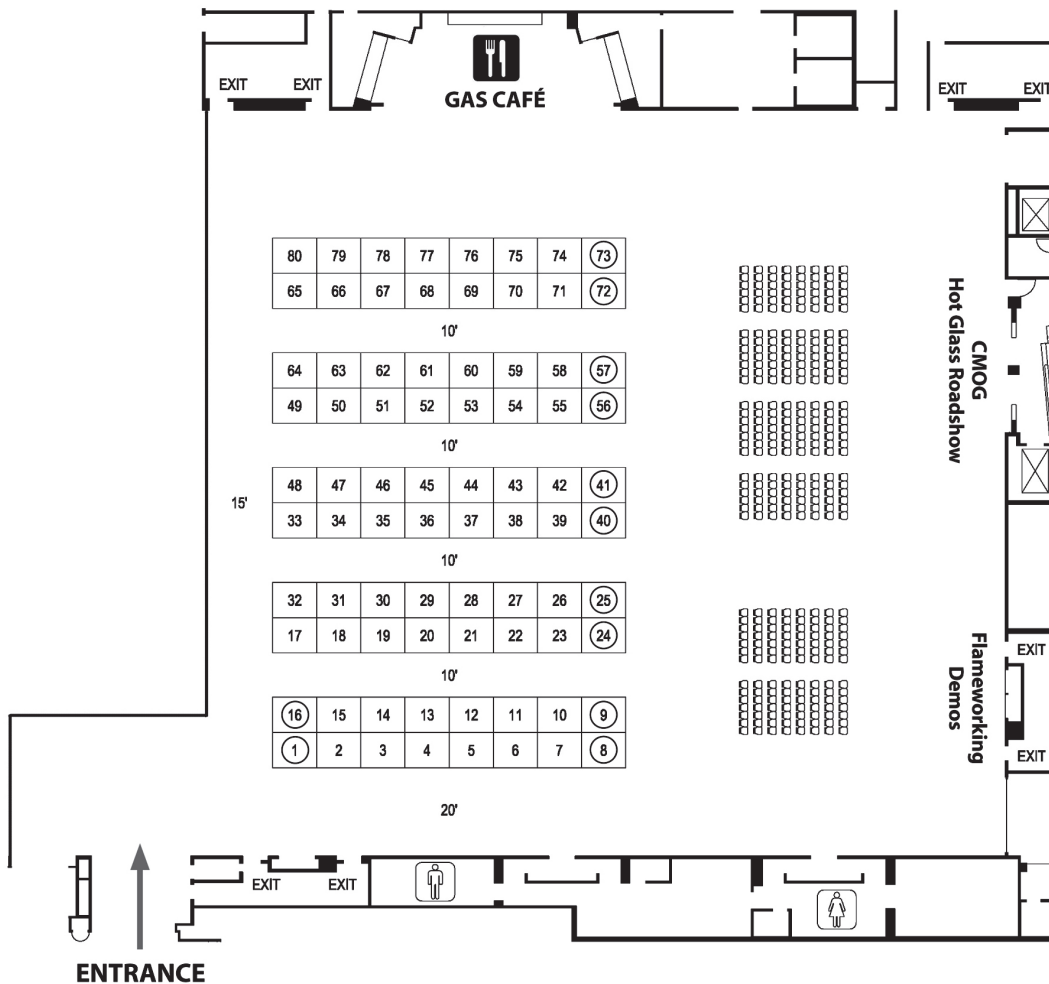 EXIT EXIT
GAS CAFÉ
EXIT EXIT
80 79 78 77 76 75 74 73
65 66 67 68 69 70 71 72
10'
64 63 62 61 60 59 58 57
49 50 51 52 53 54 55 56
10'
48 47 46 45 44 43 42 41
33 34 35 36 37 38 39 40
15'
10'
32 31 30 29 28 27 26 25
17 18 19 20 21 22 23 24
10'
16 15 14 13 12 11 10 9
1 2 3 4 5 6 7 8
20'
CMOG
Hot Glass Roadshow
Flameworking
Demos
EXIT
EXIT
EXIT EXIT
ENTRANCE